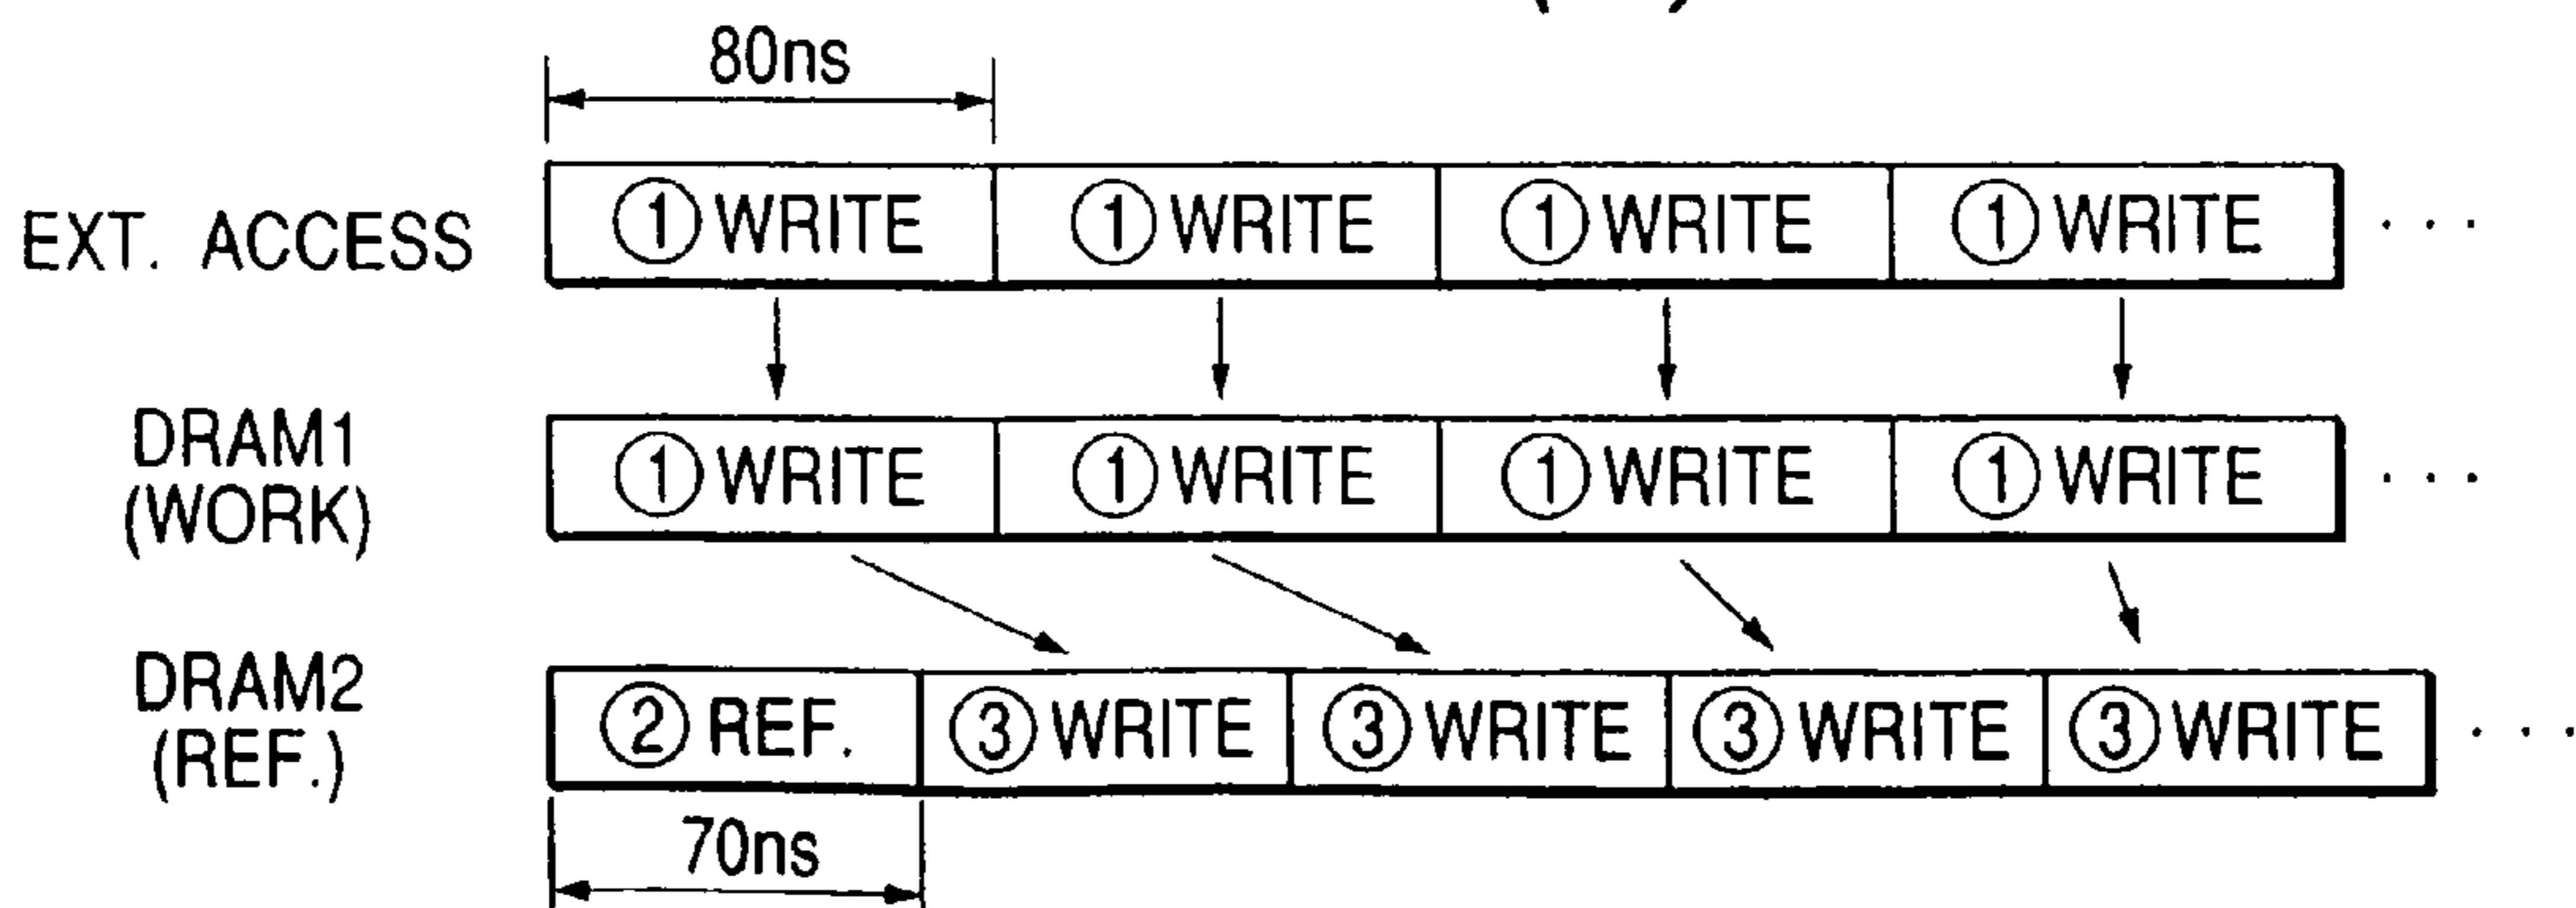 80ns
EXT. ACCESS ①WRITE ①WRITE ①WRITE ①WRITE ...
DRAM1
(WORK)
①WRITE ①WRITE ①WRITE ①WRITE ...
DRAM2
(REF.)
②REF. ③WRITE ③WRITE ③WRITE ③WRITE ...
70ns